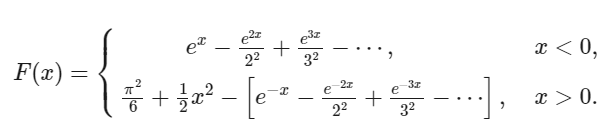 F(x) = { e^x − e^{2x}/2^2 + e^{3x}/3^2 − ⋯, x < 0,
π^2/6 + 1/2 x^2 − [e^{−x} − e^{−2x}/2^2 + e^{−3x}/3^2 − ⋯], x > 0.